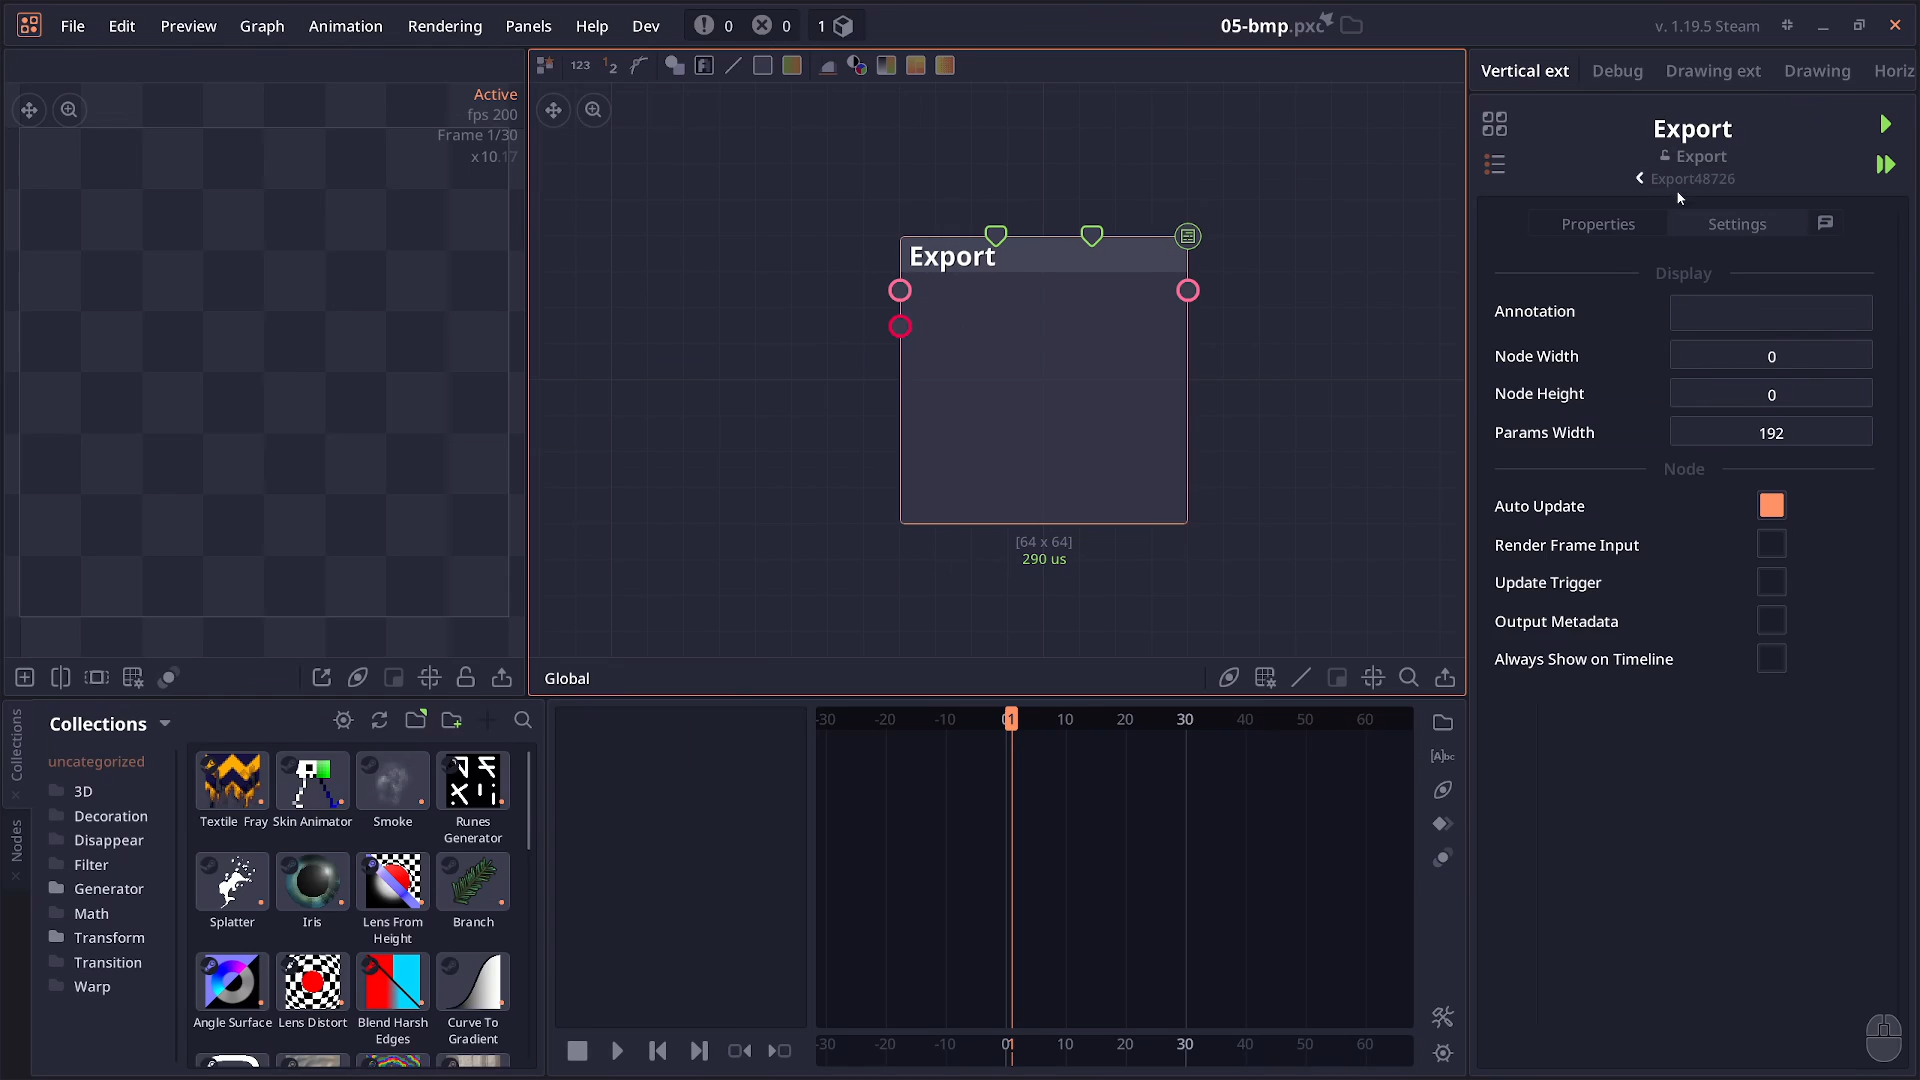 File Edit Preview Graph Animation Rendering Panels Help Dev 0 0 1 05-bmp.pxc v. 1.19.5 Steam
Active
fps 200
Frame 1/30
x10.17
123
Vertical ext Debug Drawing ext Drawing Horiz
Export
Export
Export48726
Properties Settings
Display
Annotation
Node Width 0
Node Height 0
Params Width 192
Node
Auto Update
Render Frame Input
Update Trigger
Output Metadata
Always Show on Timeline
Export
[64 x 64]
290 us
Global
Collections
Nodes
Collections
uncategorized
3D
Decoration
Disappear
Filter
Generator
Math
Transform
Transition
Warp
Textile Fray Skin Animator Smoke Runes Generator
Splatter Iris Lens From Height Branch
Angle Surface Lens Distort Blend Harsh Edges Curve To Gradient
-30 -20 -10 1 10 20 30 40 50 60
[A]bc
-30 -20 -10 1 10 20 30 40 50 60